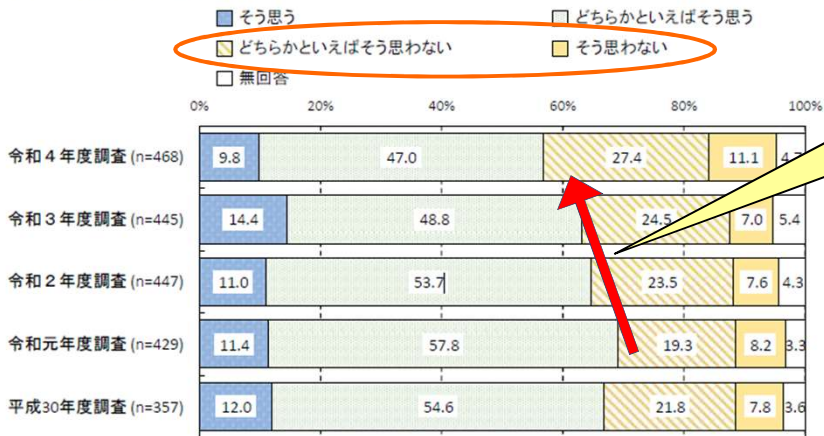 そう思う どちらかといえばそう思う
どちらかといえばそう思わない そう思わない
無回答
0% 20% 40% 60% 80% 100%
令和4年度調査 (n=468) 9.8 47.0 27.4 11.1 4.7
令和3年度調査 (n=445) 14.4 48.8 24.5 7.0 5.4
令和2年度調査 (n=447) 11.0 53.7 23.5 7.6 4.3
令和元年度調査 (n=429) 11.4 57.8 19.3 8.2 3.3
平成30年度調査 (n=357) 12.0 54.6 21.8 7.8 3.6